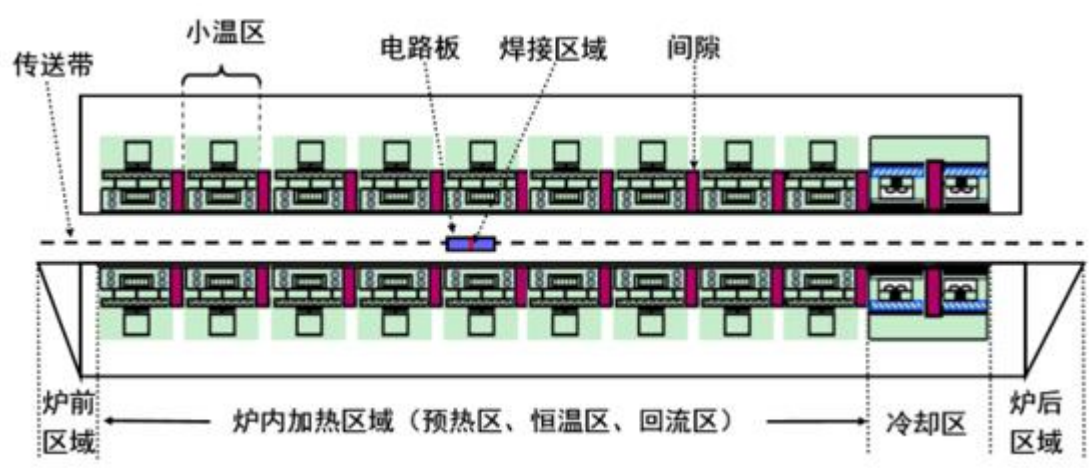 小温区
电路板
焊接区域
间隙
传送带
炉前
区域
炉内加热区域（预热区、恒温区、回流区）
冷却区
炉后
区域